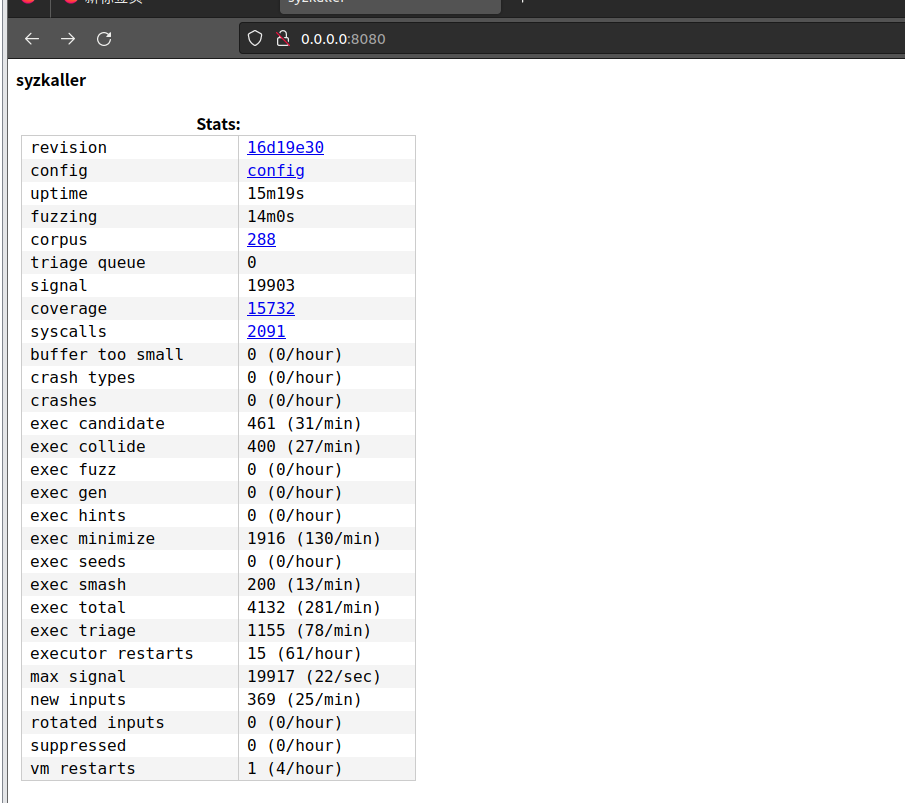 syzkaller
0.0.0.0:8080
syzkaller
Stats:
revision 16d19e30
config config
uptime 15m19s
fuzzing 14m0s
corpus 288
triage queue 0
signal 19903
coverage 15732
syscalls 2091
buffer too small 0 (0/hour)
crash types 0 (0/hour)
crashes 0 (0/hour)
exec candidate 461 (31/min)
exec collide 400 (27/min)
exec fuzz 0 (0/hour)
exec gen 0 (0/hour)
exec hints 0 (0/hour)
exec minimize 1916 (130/min)
exec seeds 0 (0/hour)
exec smash 200 (13/min)
exec total 4132 (281/min)
exec triage 1155 (78/min)
executor restarts 15 (61/hour)
max signal 19917 (22/sec)
new inputs 369 (25/min)
rotated inputs 0 (0/hour)
suppressed 0 (0/hour)
vm restarts 1 (4/hour)